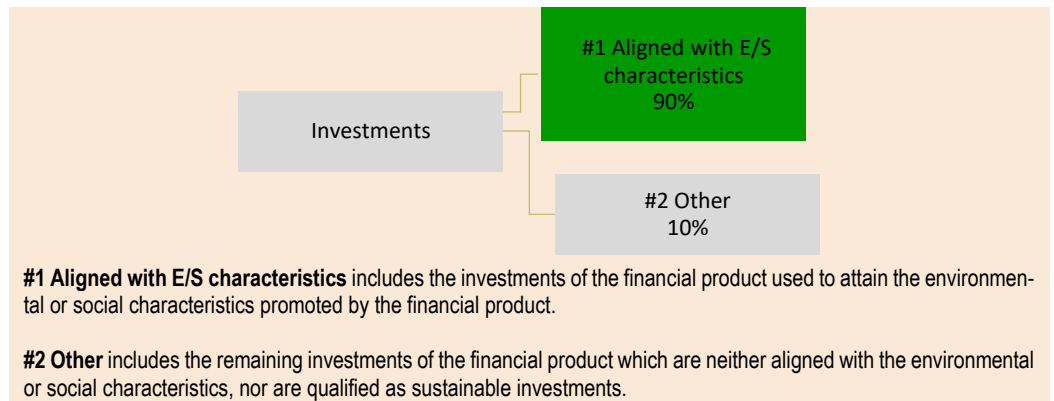 #1 Aligned with E/S
characteristics
90%
Investments
#2 Other
10%
#1 Aligned with E/S characteristics includes the investments of the financial product used to attain the environmen-
tal or social characteristics promoted by the financial product.
#2 Other includes the remaining investments of the financial product which are neither aligned with the environmental
or social characteristics, nor are qualified as sustainable investments.